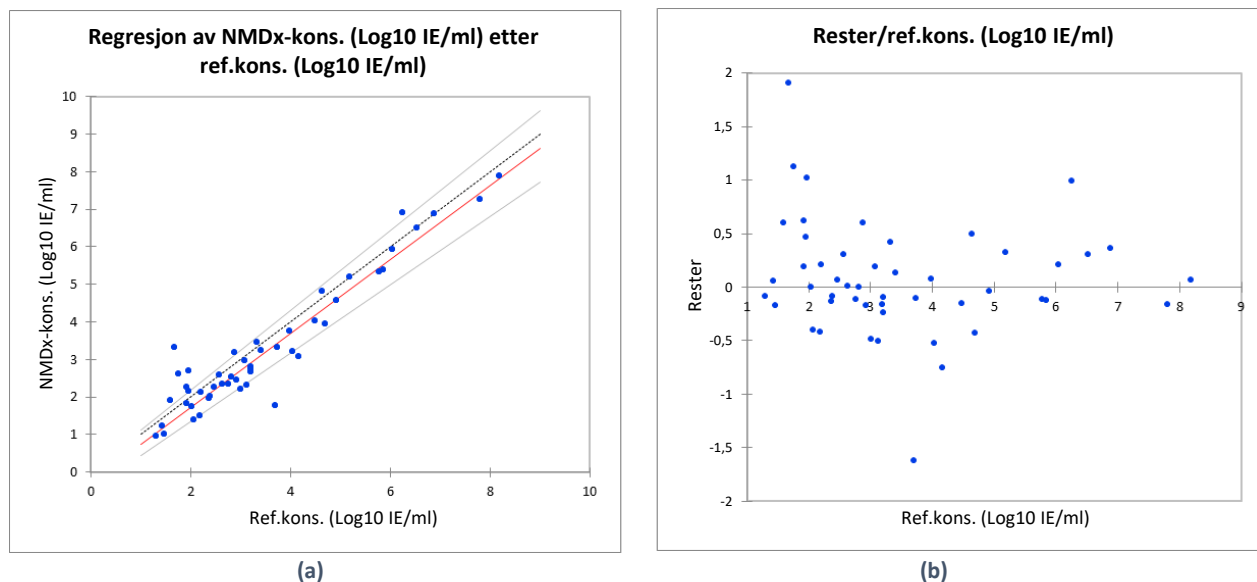 Regresjon av NMDx-kons. (Log10 IE/ml) etter
ref.kons. (Log10 IE/ml)
10
9
8
7
6
5
4
3
2
1
0
NMDx-kons. (Log10 IE/ml)
0 2 4 6 8 10
Ref.kons. (Log10 IE/ml)
(a)
Rester/ref.kons. (Log10 IE/ml)
2
1,5
1
0,5
0
-0,5
-1
-1,5
-2
Rester
1 2 3 4 5 6 7 8 9
Ref.kons. (Log10 IE/ml)
(b)